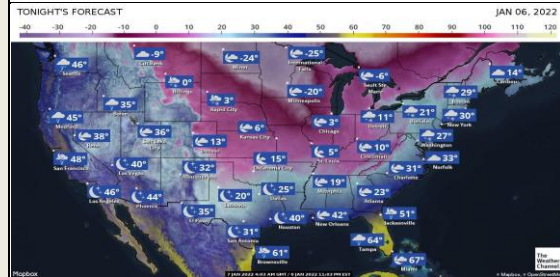 TONIGHT'S FORECAST
JAN 06, 2022
-40 -30 -20 -10 0 10 20 30 40 50 60 70 80 90 100 110 120
46°
Seattle
-9°
Cut Bank
-24°
Minot
-25°
International Falls
-6°
Sault Ste Marie
14°
Caribou
0°
Billings
3°
Rapid City
-20°
Minneapolis
29°
Boston
45°
Medford
35°
Boise
11°
Detroit
21°
Buffalo
30°
New York
38°
Reno
36°
Salt Lake City
13°
Denver
6°
Kansas City
3°
Chicago
10°
Cincinnati
27°
Washington
48°
San Francisco
40°
Las Vegas
32°
Albuquerque
15°
Oklahoma City
5°
St. Louis
33°
Norfolk
46°
Los Angeles
44°
Phoenix
20°
Lubbock
25°
Dallas
19°
Memphis
31°
Charlotte
23°
Atlanta
35°
El Paso
31°
San Antonio
40°
Houston
42°
New Orleans
51°
Jacksonville
61°
Brownsville
64°
Tampa
67°
Miami
The
Weather
Channel
Mapbox
© Mapbox, © OpenStreetMap